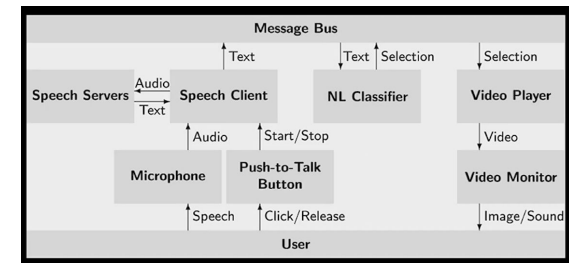 Message Bus
Text
Text
Selection
Selection
Speech Servers
Audio
Text
Speech Client
NL Classifier
Video Player
Audio
Start/Stop
Video
Microphone
Push-to-Talk
Button
Video Monitor
Speech
Click/Release
Image/Sound
User